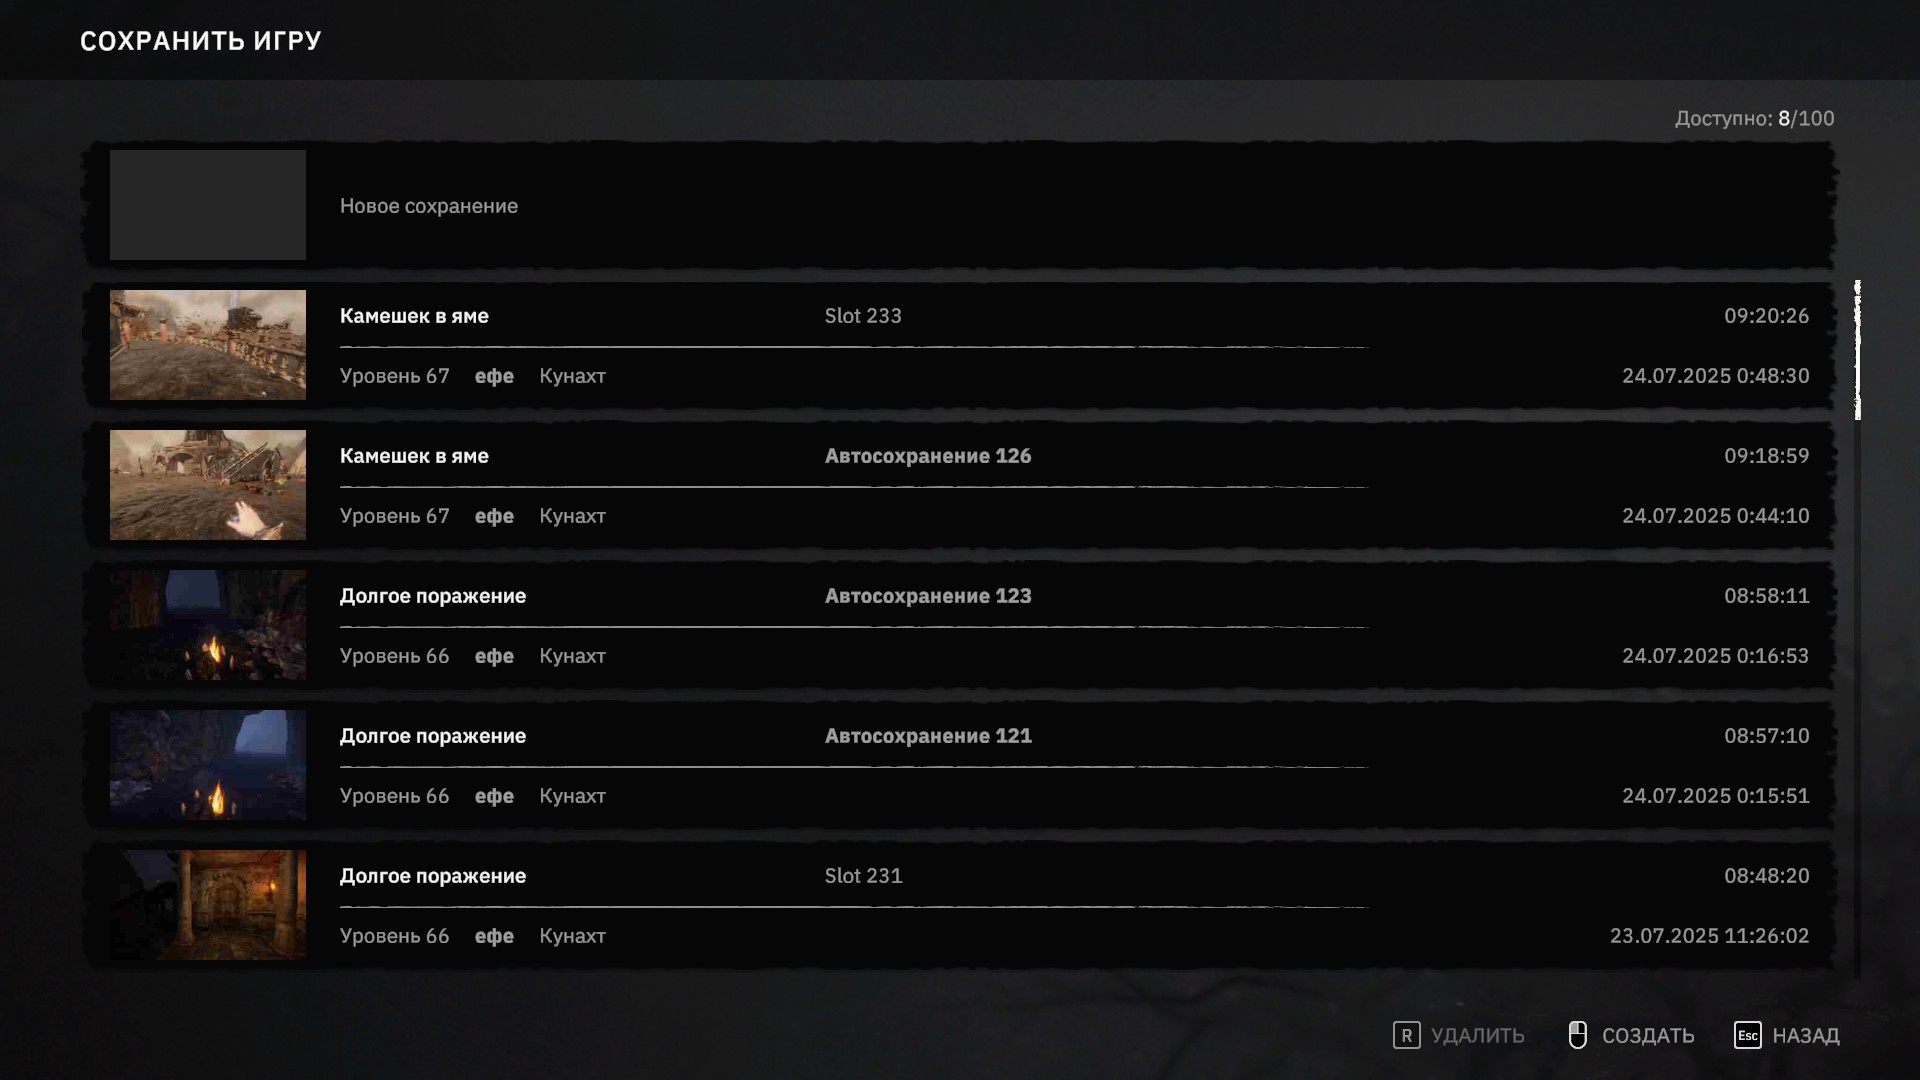 СОХРАНИТЬ ИГРУ
Доступно: 8/100
Новое сохранение
Камешек в яме Slot 233 09:20:26
Уровень 67 ефе Кунахт 24.07.2025 0:48:30
Камешек в яме Автосохранение 126 09:18:59
Уровень 67 ефе Кунахт 24.07.2025 0:44:10
Долгое поражение Автосохранение 123 08:58:11
Уровень 66 ефе Кунахт 24.07.2025 0:16:53
Долгое поражение Автосохранение 121 08:57:10
Уровень 66 ефе Кунахт 24.07.2025 0:15:51
Долгое поражение Slot 231 08:48:20
Уровень 66 ефе Кунахт 23.07.2025 11:26:02
R УДАЛИТЬ СОЗДАТЬ Esc НАЗАД